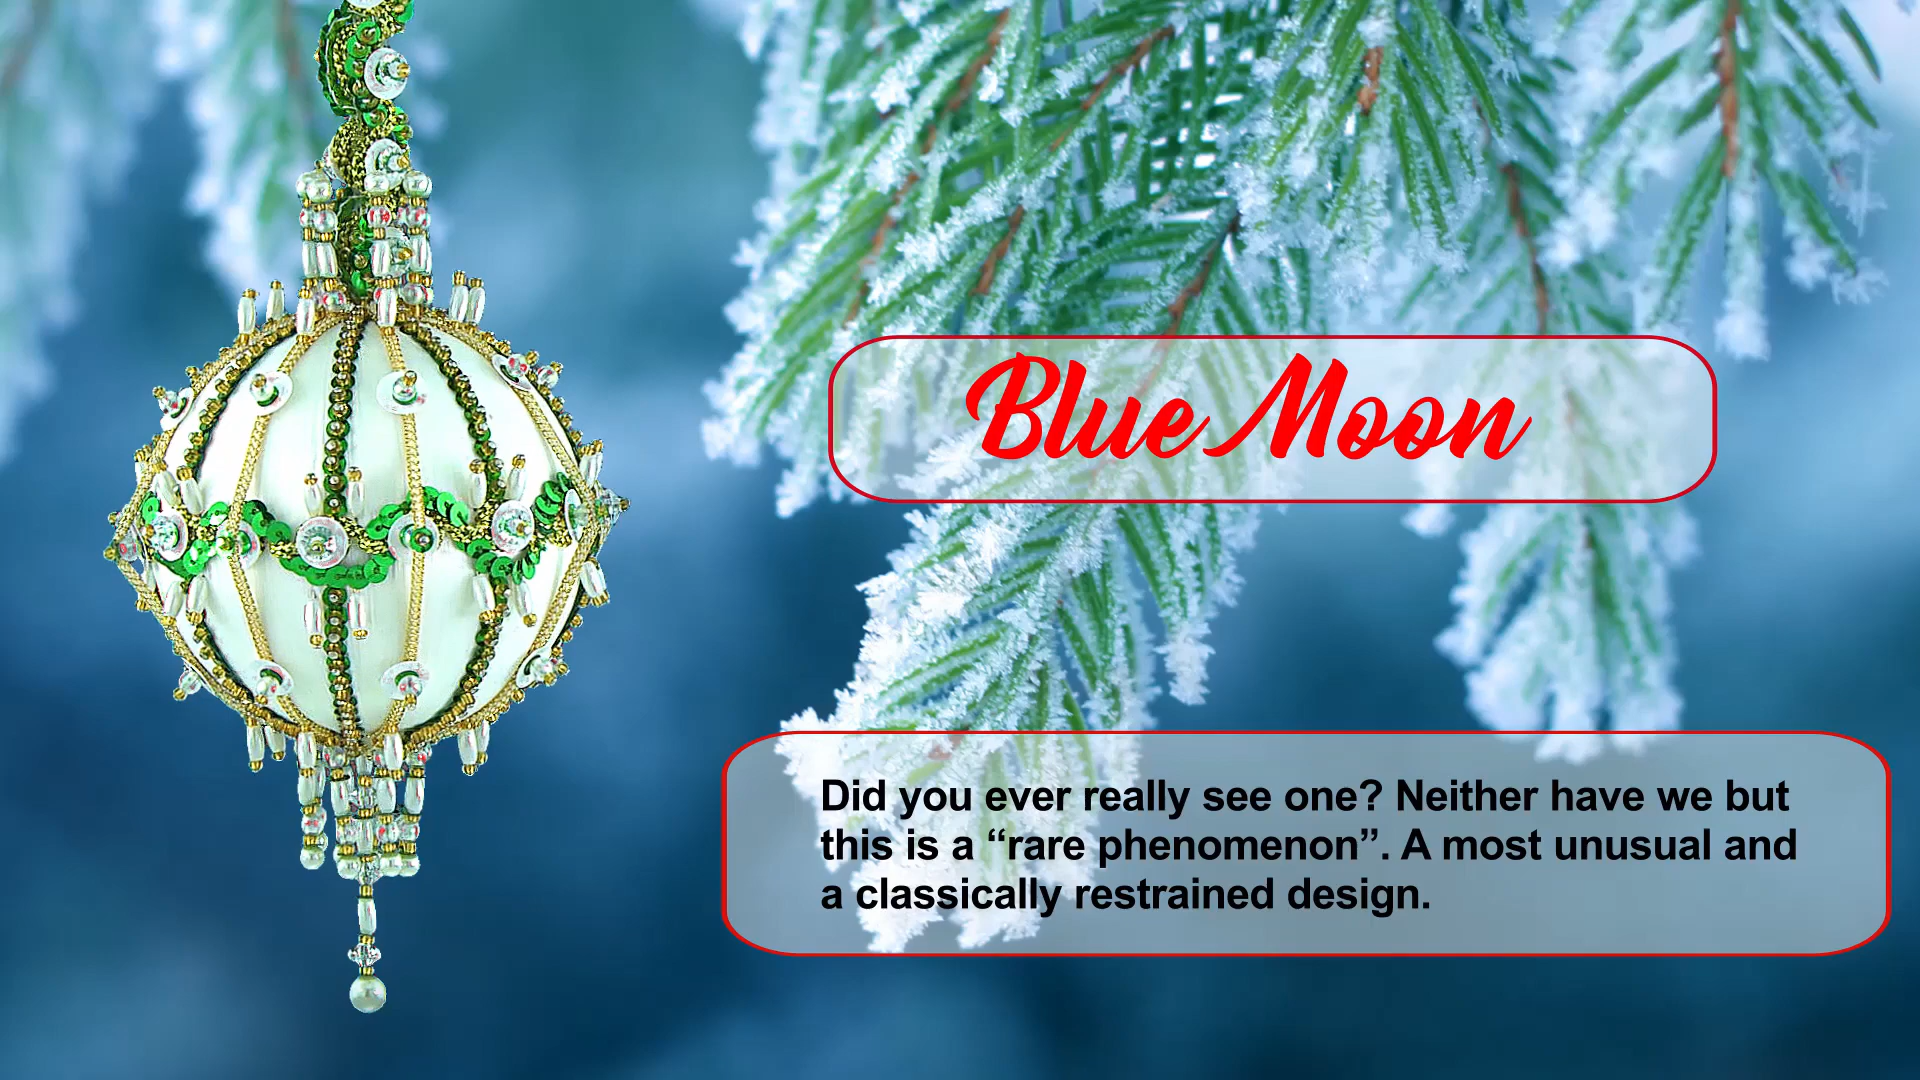 Blue Moon
Did you ever really see one? Neither have we but
this is a “rare phenomenon”. A most unusual and
a classically restrained design.